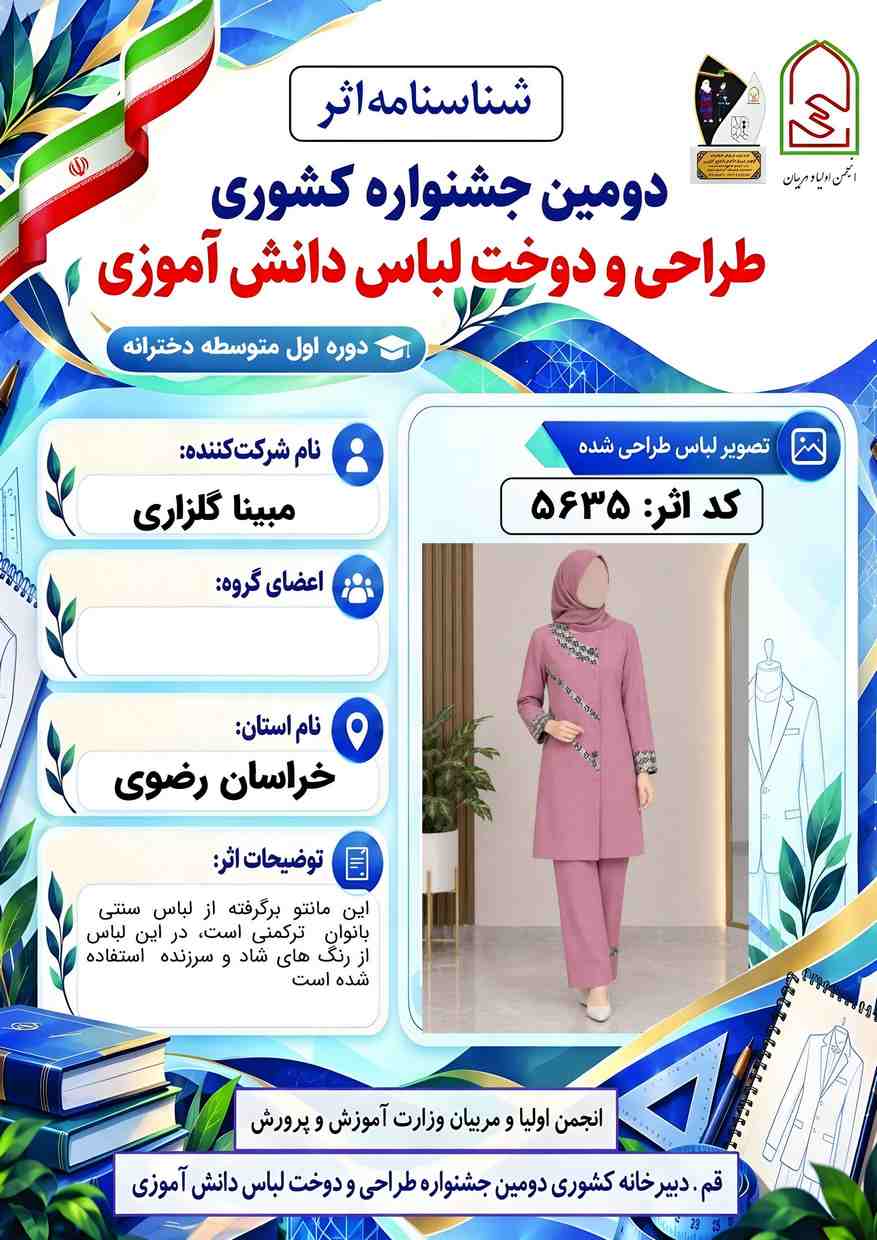 شناسنامه اثر
انجمن اولیا و مربیان
دومین جشنواره کشوری
طراحی و دوخت لباس دانش آموزی
دوره اول متوسطه دخترانه
تصویر لباس طراحی شده
کد اثر: ۵۶۳۵
نام شرکت‌کننده:
مبینا گلزاری
اعضای گروه:
نام استان:
خراسان رضوی
توضیحات اثر:
این مانتو برگرفته از لباس سنتی
بانوان ترکمنی است، در این لباس
از رنگ های شاد و سرزنده استفاده
شده است
انجمن اولیا و مربیان وزارت آموزش و پرورش
قم . دبیرخانه کشوری دومین جشنواره طراحی و دوخت لباس دانش آموزی